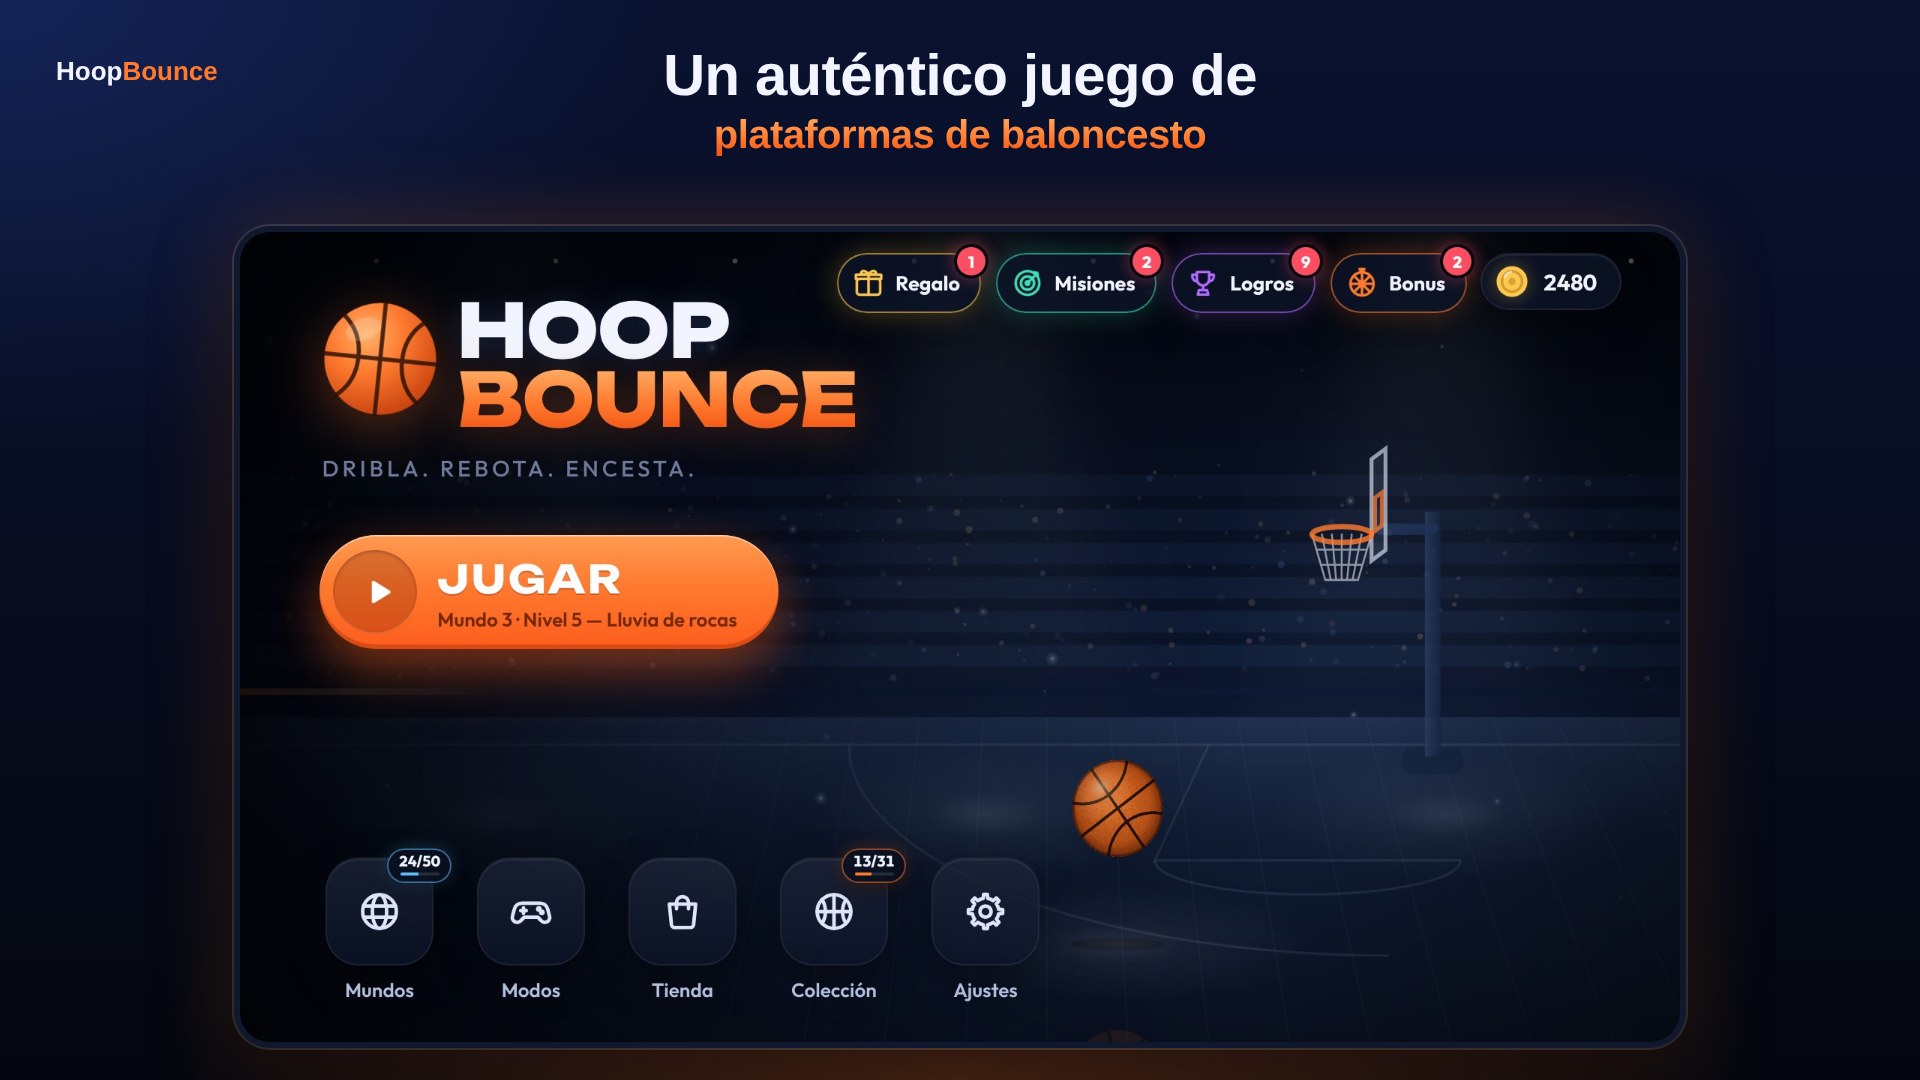 HoopBounce
Un auténtico juego de
plataformas de baloncesto
Regalo 1
Misiones 2
Logros 9
Bonus 2
2480
HOOP
BOUNCE
DRIBLA. REBOTA. ENCESTA.
JUGAR
Mundo 3 · Nivel 5 — Lluvia de rocas
24/50
13/31
Mundos
Modos
Tienda
Colección
Ajustes